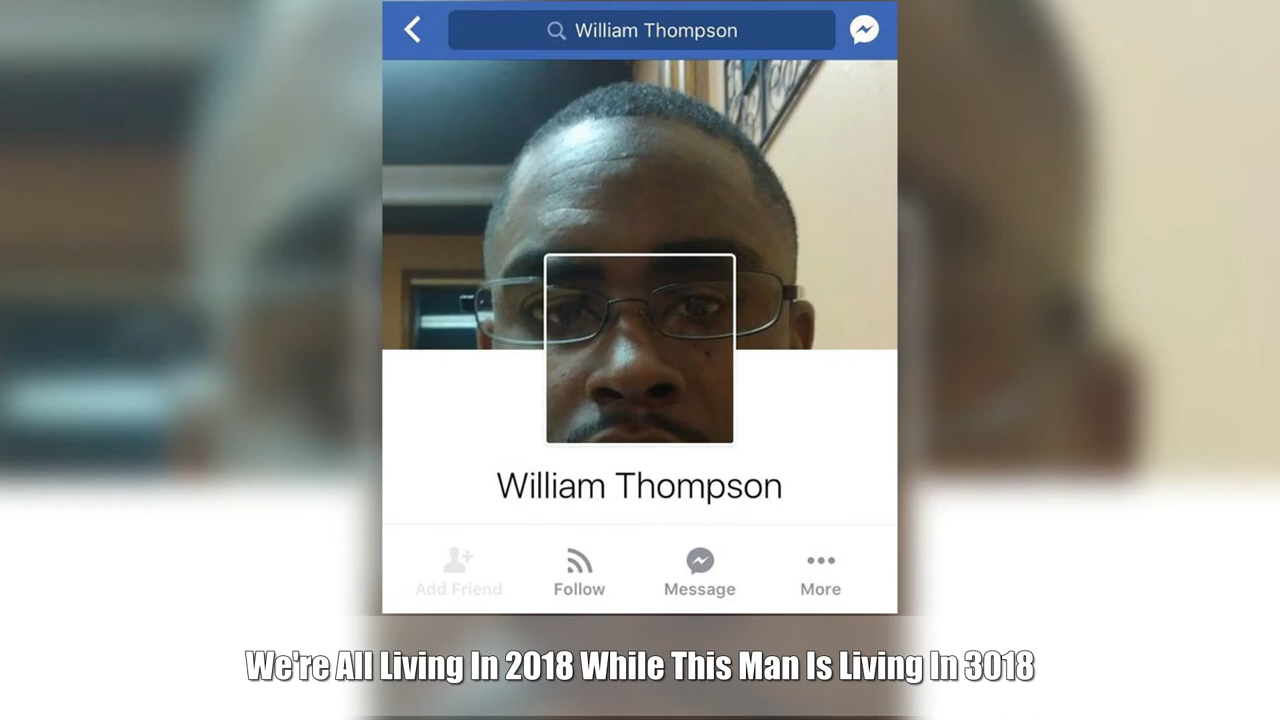 William Thompson
William Thompson
Add Friend
Follow
Message
More
We're All Living In 2018 While This Man Is Living In 3018